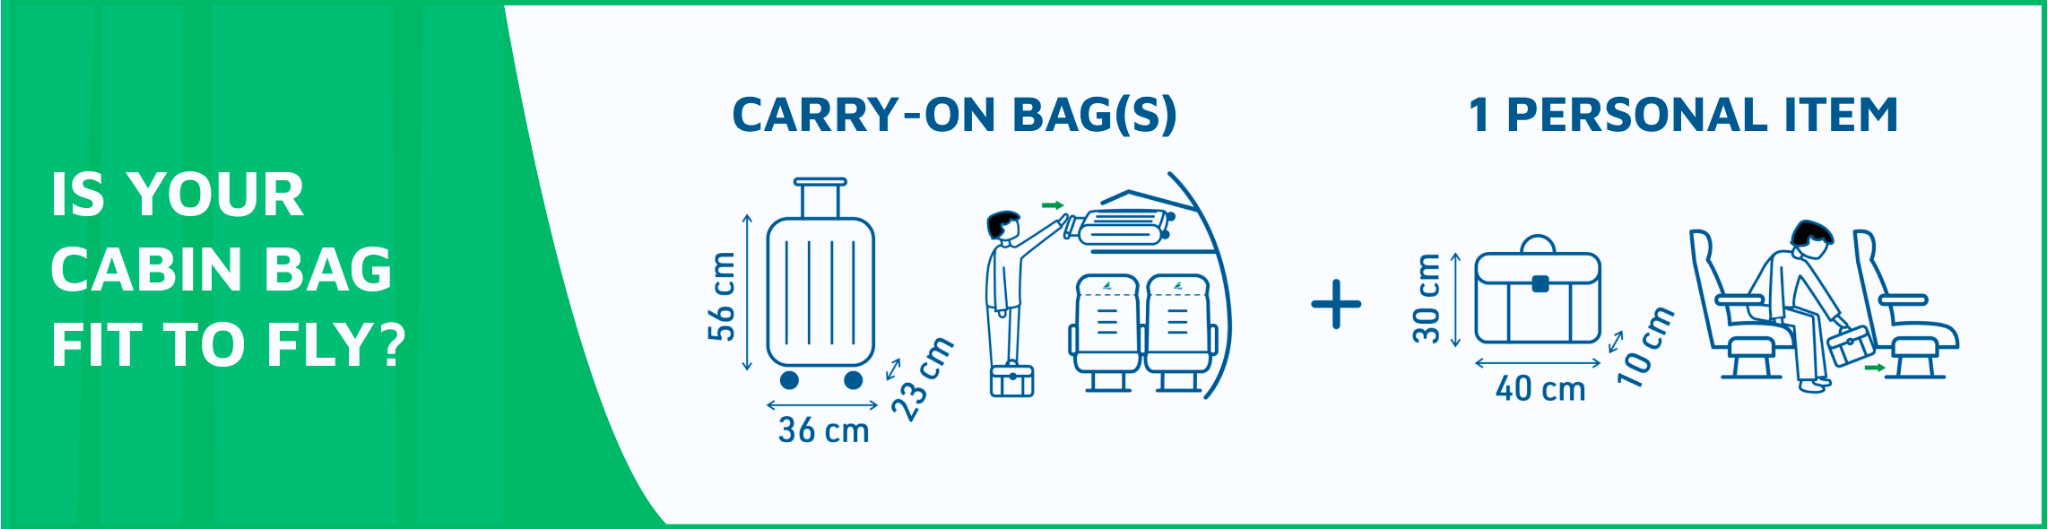 IS YOUR
CABIN BAG
FIT TO FLY?
CARRY-ON BAG(S)
56 cm
36 cm
23 cm
+
1 PERSONAL ITEM
30 cm
40 cm
10 cm